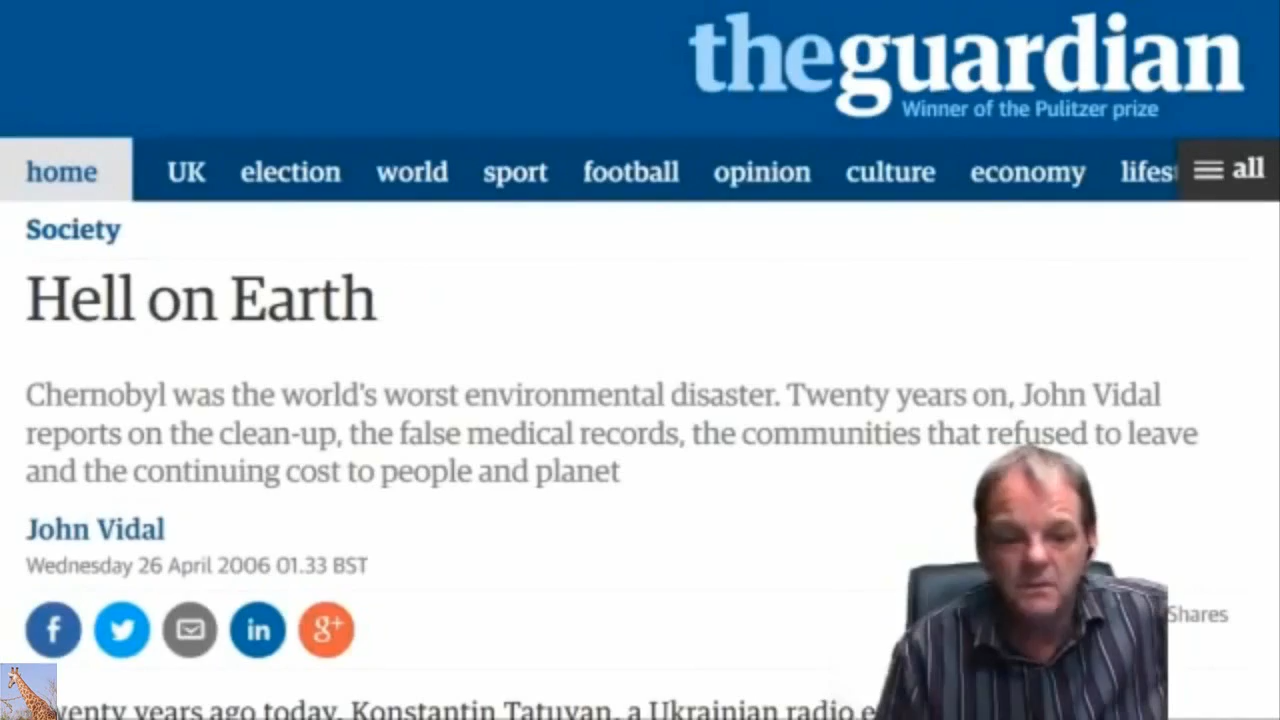 theguardian
Winner of the Pulitzer prize
home UK election world sport football opinion culture economy lifest all
Society
Hell on Earth
Chernobyl was the world's worst environmental disaster. Twenty years on, John Vidal
reports on the clean-up, the false medical records, the communities that refused to leave
and the continuing cost to people and planet
John Vidal
Wednesday 26 April 2006 01.33 BST
f in g+
Shares
wenty years ago today, Konstantin Tatuyan, a Ukrainian radio e